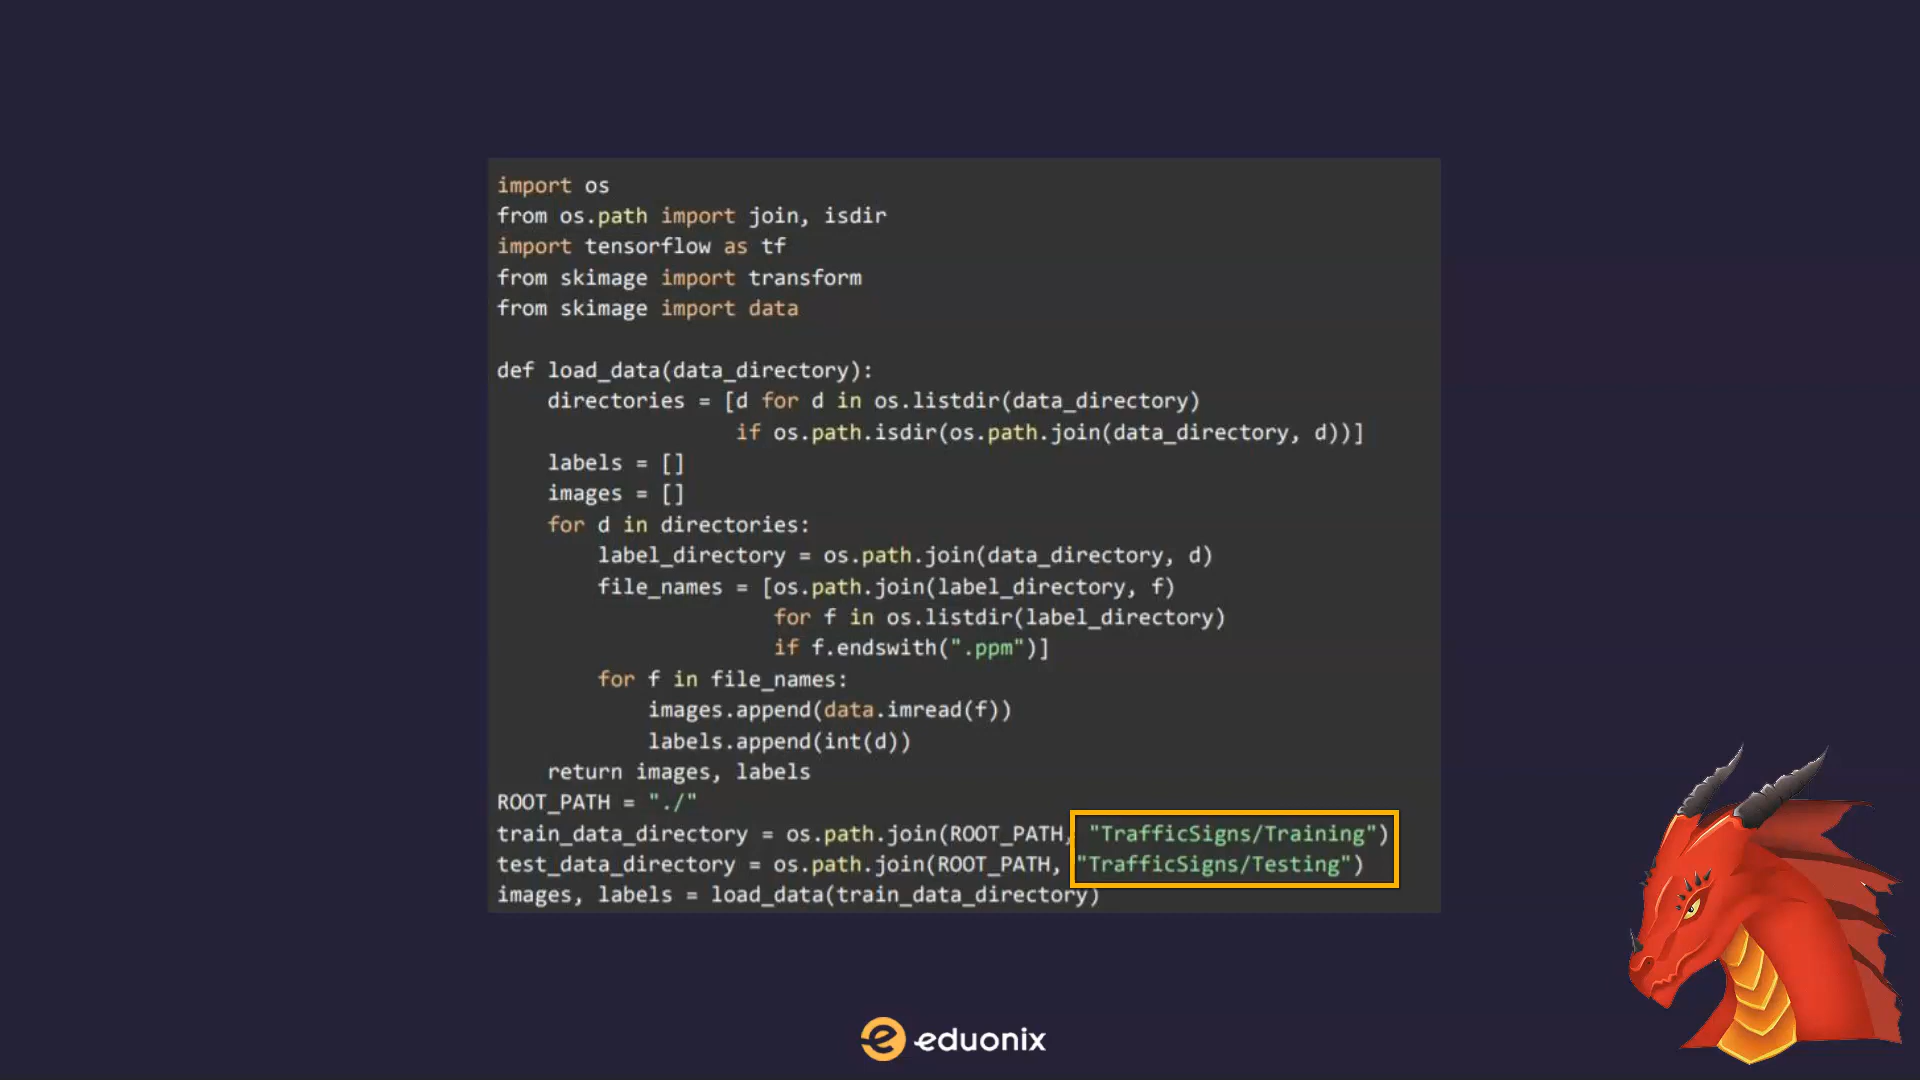 import os
from os.path import join, isdir
import tensorflow as tf
from skimage import transform
from skimage import data

def load_data(data_directory):
    directories = [d for d in os.listdir(data_directory)
                   if os.path.isdir(os.path.join(data_directory, d))]
    labels = []
    images = []
    for d in directories:
        label_directory = os.path.join(data_directory, d)
        file_names = [os.path.join(label_directory, f)
                      for f in os.listdir(label_directory)
                      if f.endswith(".ppm")]
        for f in file_names:
            images.append(data.imread(f))
            labels.append(int(d))
    return images, labels
ROOT_PATH = "./"
train_data_directory = os.path.join(ROOT_PATH, "TrafficSigns/Training")
test_data_directory = os.path.join(ROOT_PATH, "TrafficSigns/Testing")
images, labels = load_data(train_data_directory)
eduonix